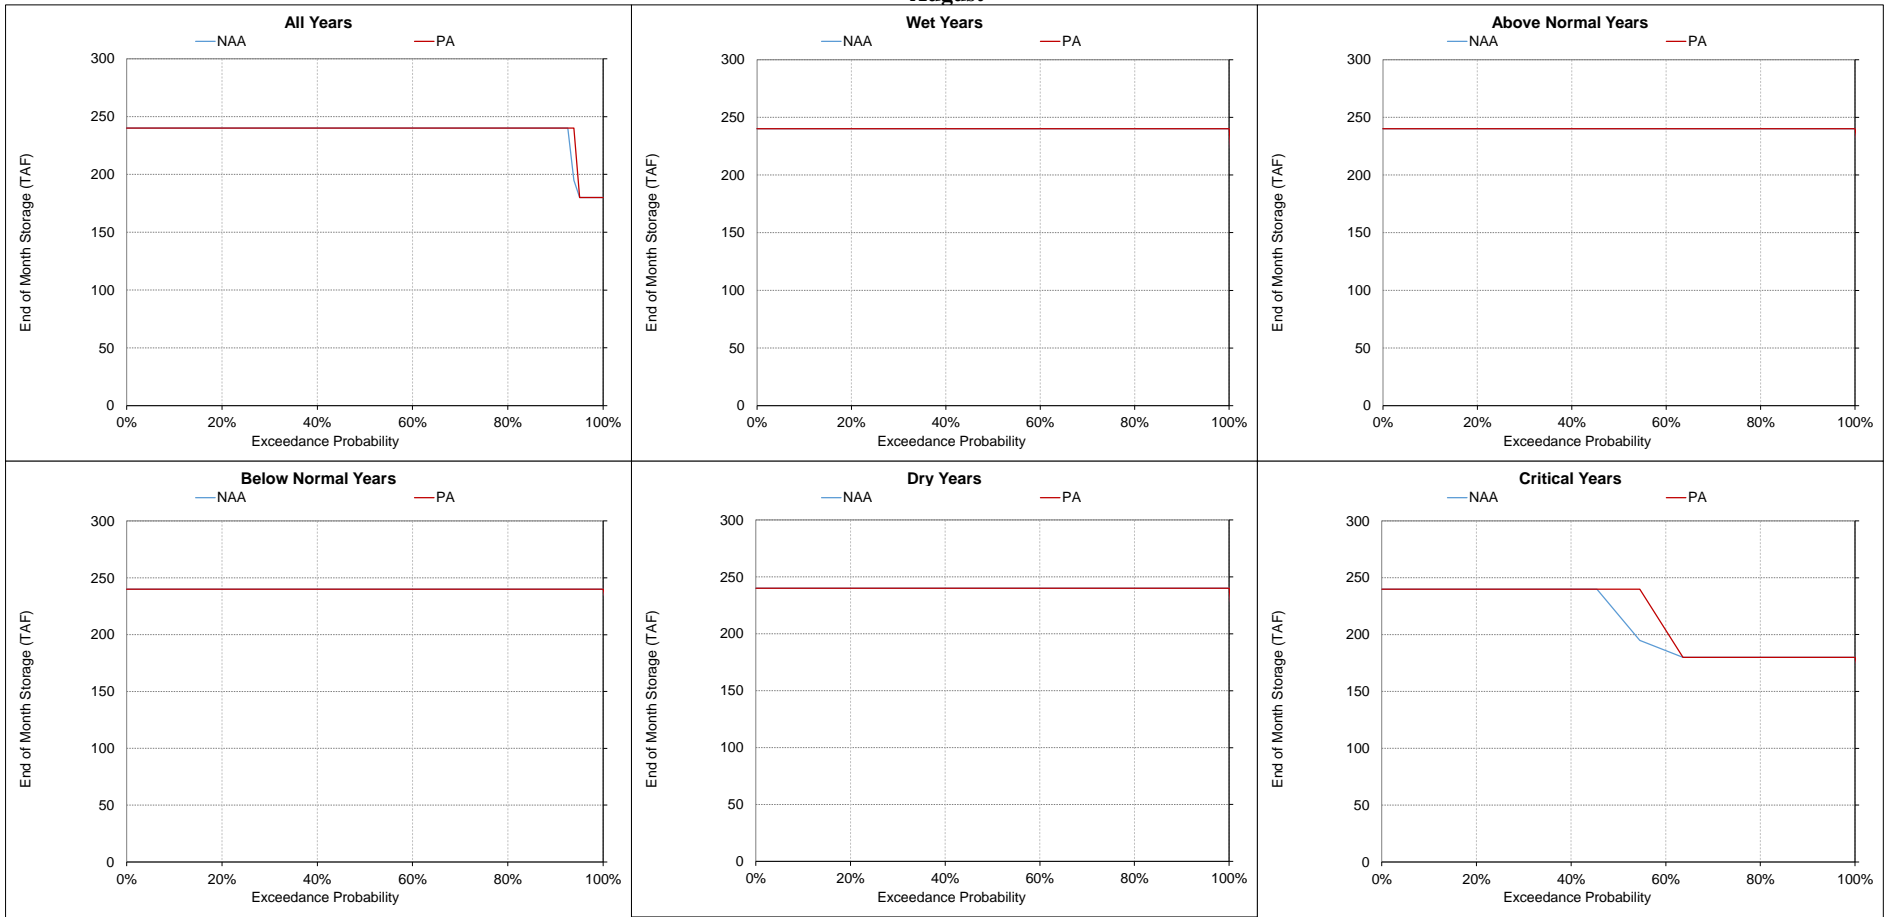 August
All Years
NAA PA
300
250
200
150
100
50
0
0% 20% 40% 60% 80% 100%
End of Month Storage (TAF)
Exceedance Probability
Wet Years
NAA PA
300
250
200
150
100
50
0
0% 20% 40% 60% 80% 100%
End of Month Storage (TAF)
Exceedance Probability
Above Normal Years
NAA PA
300
250
200
150
100
50
0
0% 20% 40% 60% 80% 100%
End of Month Storage (TAF)
Exceedance Probability
Below Normal Years
NAA PA
300
250
200
150
100
50
0
0% 20% 40% 60% 80% 100%
End of Month Storage (TAF)
Exceedance Probability
Dry Years
NAA PA
300
250
200
150
100
50
0
0% 20% 40% 60% 80% 100%
End of Month Storage (TAF)
Exceedance Probability
Critical Years
NAA PA
300
250
200
150
100
50
0
0% 20% 40% 60% 80% 100%
End of Month Storage (TAF)
Exceedance Probability